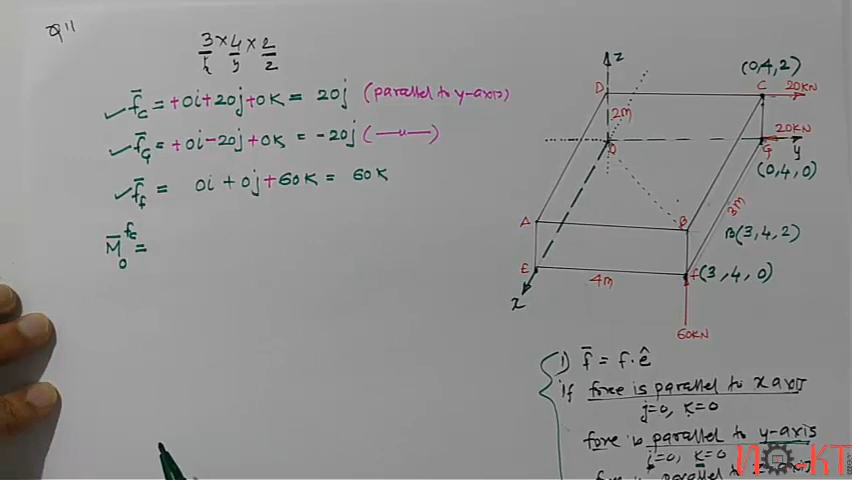 Q11
3 × 4 × 2
x y z
f̄c = +0i+20j+0K = 20j (parallel to y-axis)
f̄G = +0i-20j+0K = -20j ( —॥— )
f̄f = 0i + 0j + 60K = 60K
M̄o^fc =
z
(0,4,2)
D
C
20KN
2m
20KN
O
G
y
(0,4,0)
3m
A
B
B(3,4,2)
E
f(3,4,0)
4m
x
60KN
1) f̄ = f·ê
If force is parallel to x axis
j=0, K=0
force is parallel to y-axis
i=0, K=0
N KT